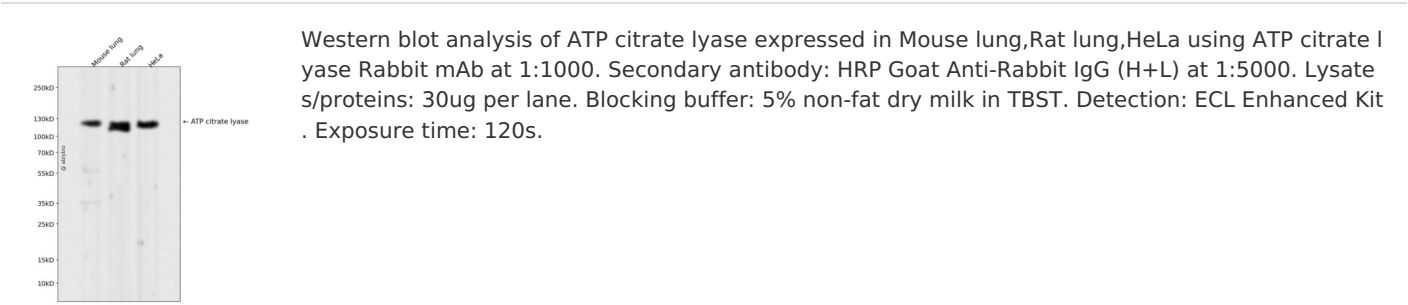 Mouse lung
Rat lung
HeLa
Western blot analysis of ATP citrate lyase expressed in Mouse lung,Rat lung,HeLa using ATP citrate l
yase Rabbit mAb at 1:1000. Secondary antibody: HRP Goat Anti-Rabbit IgG (H+L) at 1:5000. Lysate
s/proteins: 30ug per lane. Blocking buffer: 5% non-fat dry milk in TBST. Detection: ECL Enhanced Kit
. Exposure time: 120s.
250kD
130kD
← ATP citrate lyase
100kD
70kD
@ abbybio
55kD
35kD
25kD
15kD
10kD